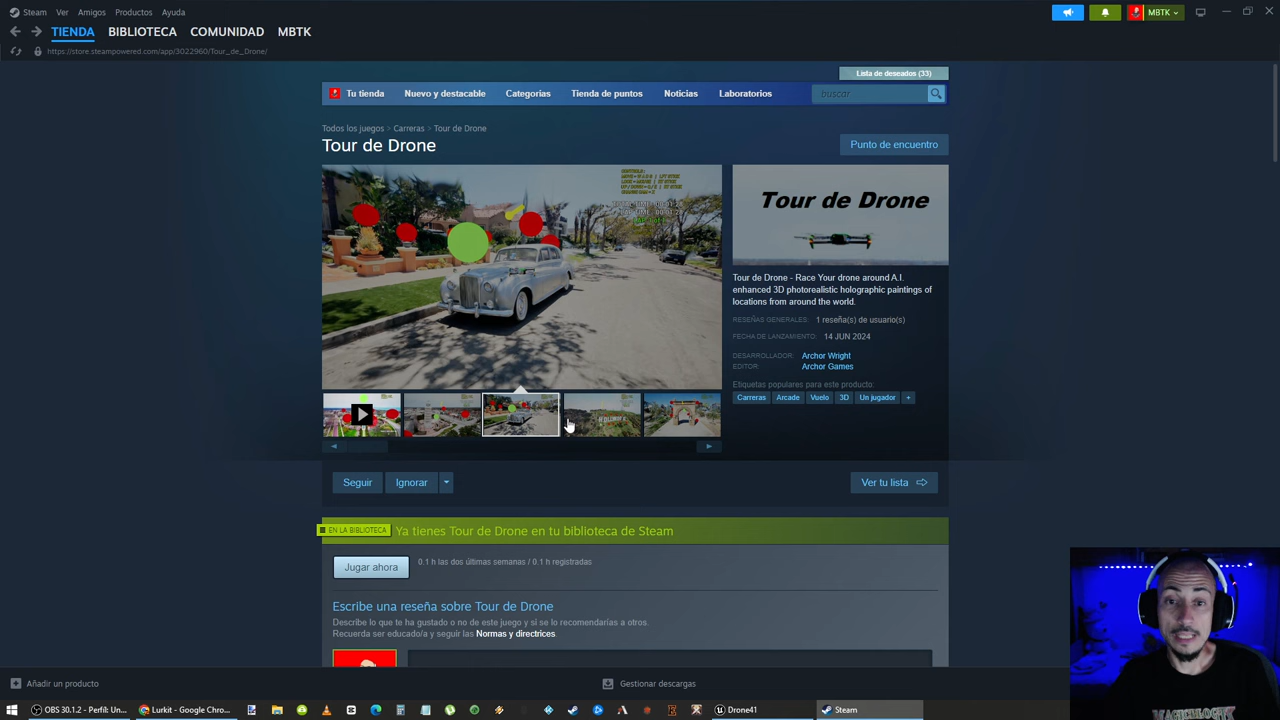 Steam Ver Amigos Productos Ayuda
MBTK
TIENDA BIBLIOTECA COMUNIDAD MBTK
https://store.steampowered.com/app/3022960/Tour_de_Drone/
Lista de deseados (33)
Tu tienda Nuevo y destacable Categorías Tienda de puntos Noticias Laboratorios buscar
Todos los juegos > Carreras > Tour de Drone
Tour de Drone
Punto de encuentro
Tour de Drone
Tour de Drone - Race Your drone around A.I.
enhanced 3D photorealistic holographic paintings of
locations from around the world.
RESEÑAS GENERALES: 1 reseña(s) de usuario(s)
FECHA DE LANZAMIENTO: 14 JUN 2024
DESARROLLADOR: Archor Wright
EDITOR: Archor Games
Etiquetas populares para este producto:
Carreras Arcade Vuelo 3D Un jugador +
Seguir Ignorar Ver tu lista
EN LA BIBLIOTECA Ya tienes Tour de Drone en tu biblioteca de Steam
Jugar ahora 0.1 h las dos últimas semanas / 0.1 h registradas
Escribe una reseña sobre Tour de Drone
Describe lo que te ha gustado o no de este juego y si se lo recomendarías a otros.
Recuerda ser educado/a y seguir las Normas y directrices.
Añadir un producto Gestionar descargas
OBS 30.1.2 - Perfil: Un... Lurkit - Google Chro... Drone41 Steam